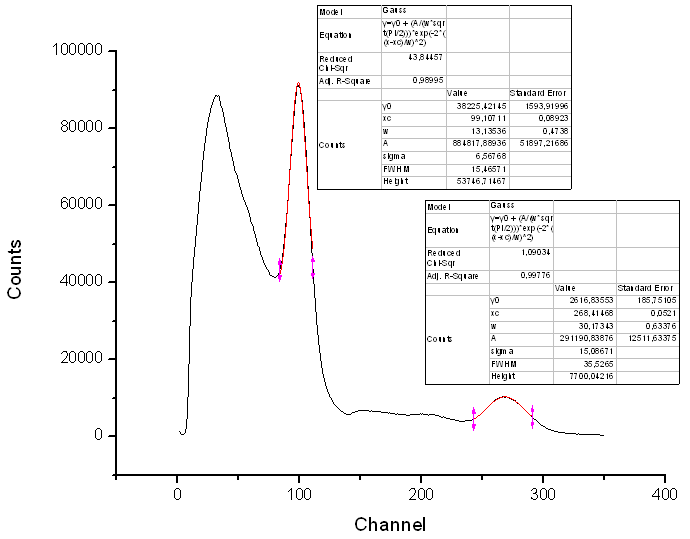 Model Gauss
Equation y=y0 + (A/(w*sqr
t(PI/2)))*exp(-2*(
(x-xc)/w)^2)
Reduced
Chi-Sqr 43,84457
Adj. R-Square 0,98995
Value Standard Error
Counts y0 38225,42145 1593,91996
xc 99,10711 0,08923
w 13,13536 0,4738
A 884817,88936 51897,21686
sigma 6,56768
FWHM 15,46571
Height 53746,71467
Model Gauss
Equation y=y0 + (A/(w*sqr
t(PI/2)))*exp(-2*(
(x-xc)/w)^2)
Reduced
Chi-Sqr 1,09034
Adj. R-Square 0,99776
Value Standard Error
Counts y0 2616,83553 185,75105
xc 268,41468 0,0521
w 30,17343 0,63376
A 291190,83876 12511,63375
sigma 15,08671
FWHM 35,5265
Height 7700,04216
100000
80000
60000
40000
20000
0
Counts
0 100 200 300 400
Channel